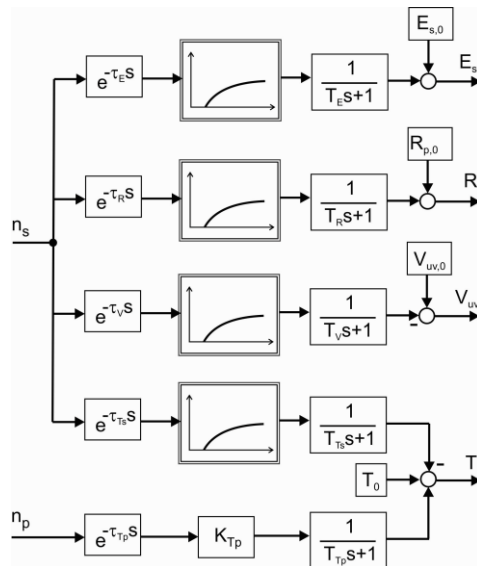 E_s,0
e^-τ_E s
1
T_E s+1
E_s
R_p,0
e^-τ_R s
1
T_R s+1
R
n_s
V_uv,0
e^-τ_V s
1
T_V s+1
-
V_uv
e^-τ_Ts s
1
T_Ts s+1
-
T_0
T
n_p
e^-τ_Tp s
K_Tp
1
T_Tp s+1